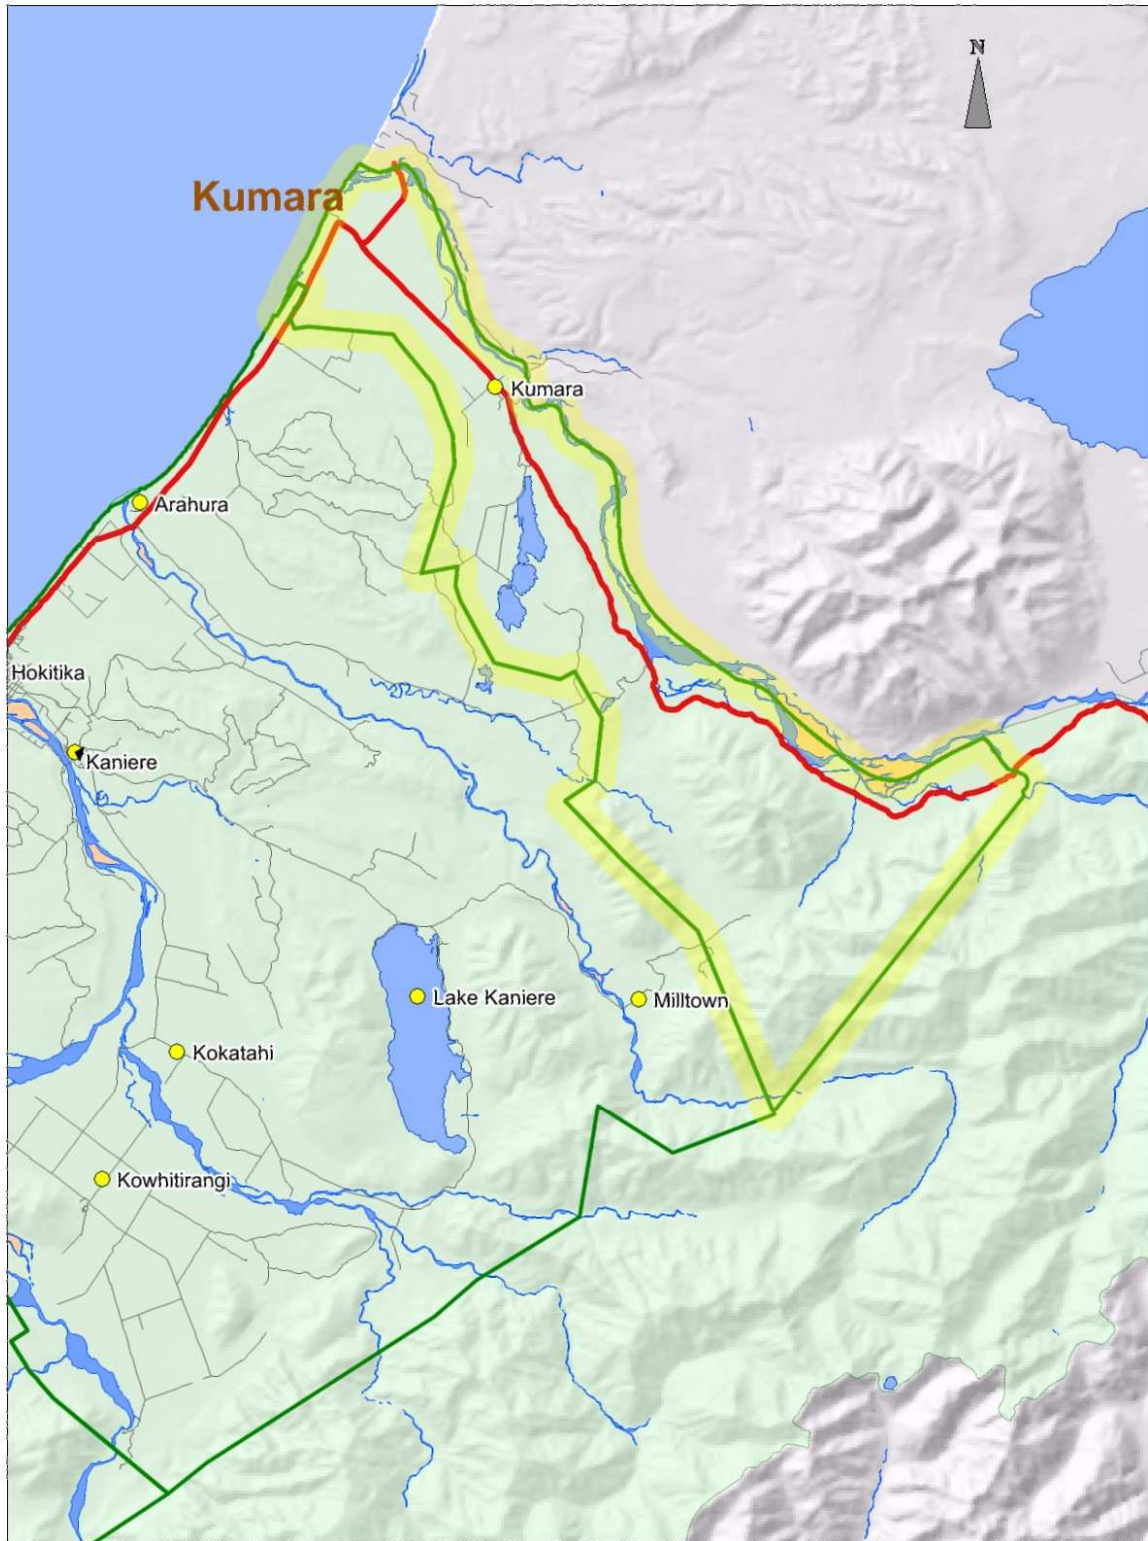 N
Kumara
Kumara
Arahura
Hokitika
Kaniere
Lake Kaniere
Milltown
Kokatahi
Kowhitirangi